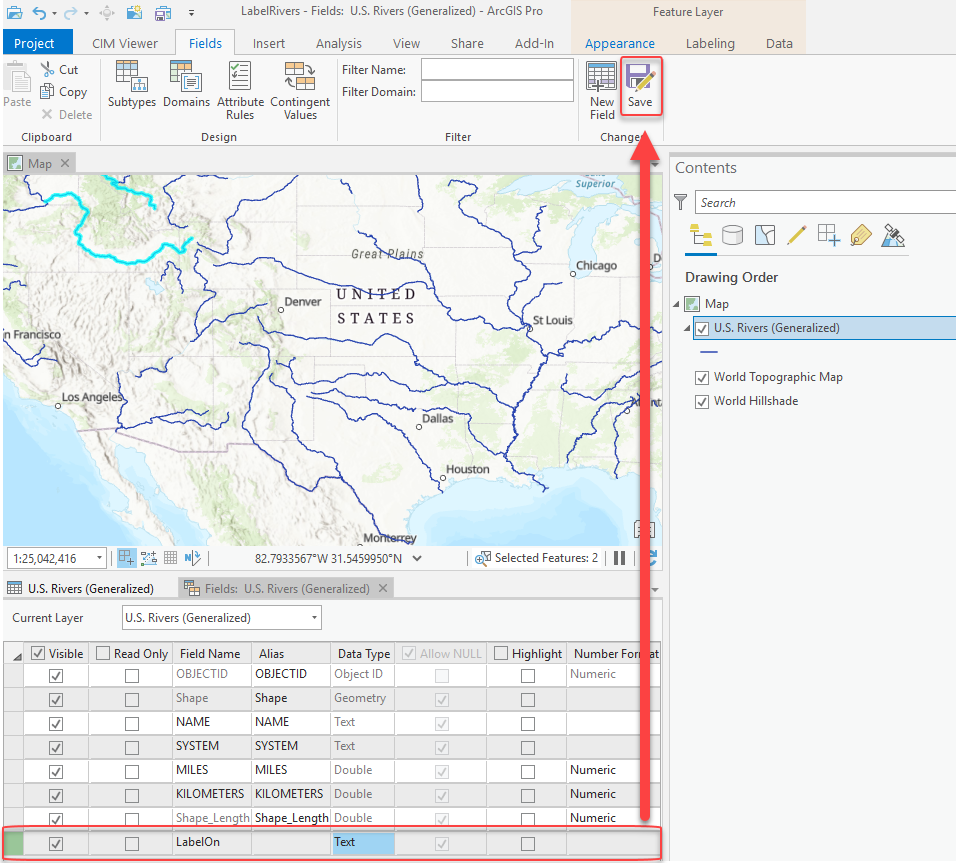 LabelRivers - Fields: U.S. Rivers (Generalized) - ArcGIS Pro
Feature Layer
Project CIM Viewer Fields Insert Analysis View Share Add-In Appearance Labeling Data
Paste
Cut
Copy
Delete
Clipboard
Subtypes
Domains
Attribute
Rules
Contingent
Values
Design
Filter Name:
Filter Domain:
Filter
New
Field
Save
Changes
Map
Superior
Great Plains
Chicago
Denver
UNITED
STATES
St Louis
n Francisco
Los Angeles
Dallas
Houston
Monterrey
1:25,042,416
82.7933567°W 31.5459950°N
Selected Features: 2
Contents
Search
Drawing Order
Map
U.S. Rivers (Generalized)
World Topographic Map
World Hillshade
U.S. Rivers (Generalized)
Fields: U.S. Rivers (Generalized)
Current Layer
U.S. Rivers (Generalized)
Visible Read Only Field Name Alias Data Type Allow NULL Highlight Number Format
OBJECTID OBJECTID Object ID Numeric
Shape Shape Geometry
NAME NAME Text
SYSTEM SYSTEM Text
MILES MILES Double Numeric
KILOMETERS KILOMETERS Double Numeric
Shape_Length Shape_Length Double Numeric
LabelOn Text